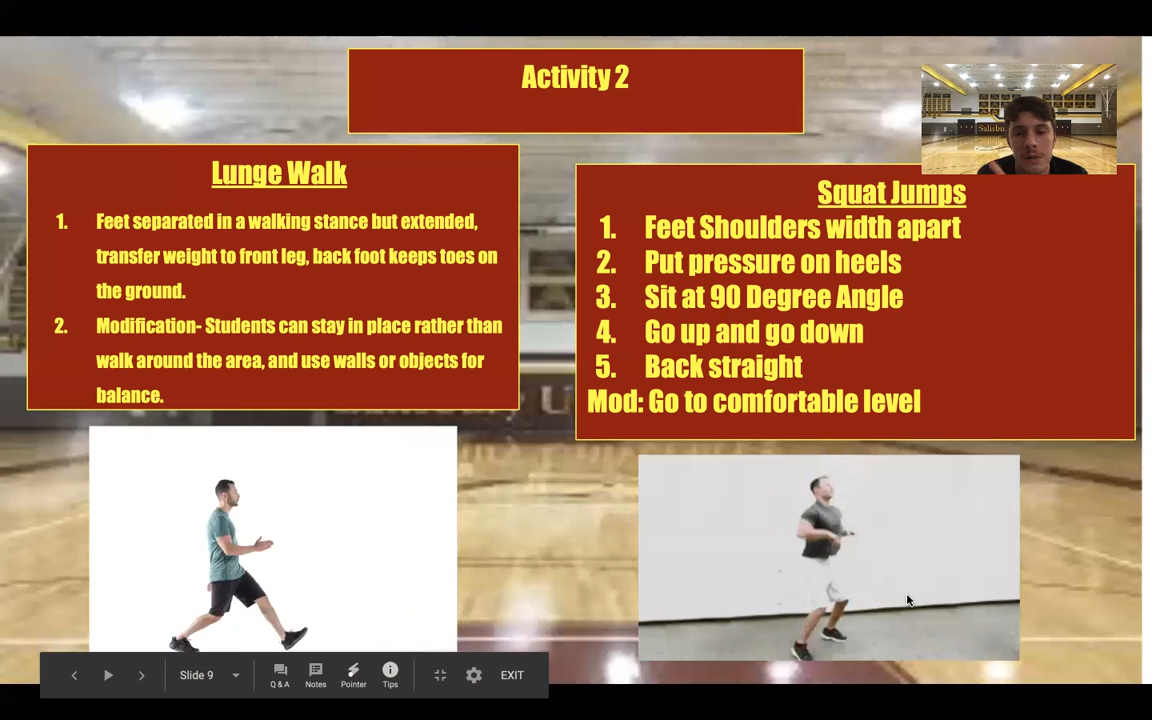 Activity 2
Salisbu
Lunge Walk
1. Feet separated in a walking stance but extended,
transfer weight to front leg, back foot keeps toes on
the ground.
2. Modification- Students can stay in place rather than
walk around the area, and use walls or objects for
balance.
Squat Jumps
1. Feet Shoulders width apart
2. Put pressure on heels
3. Sit at 90 Degree Angle
4. Go up and go down
5. Back straight
Mod: Go to comfortable level
Slide 9
Q & A
Notes
Pointer
Tips
EXIT